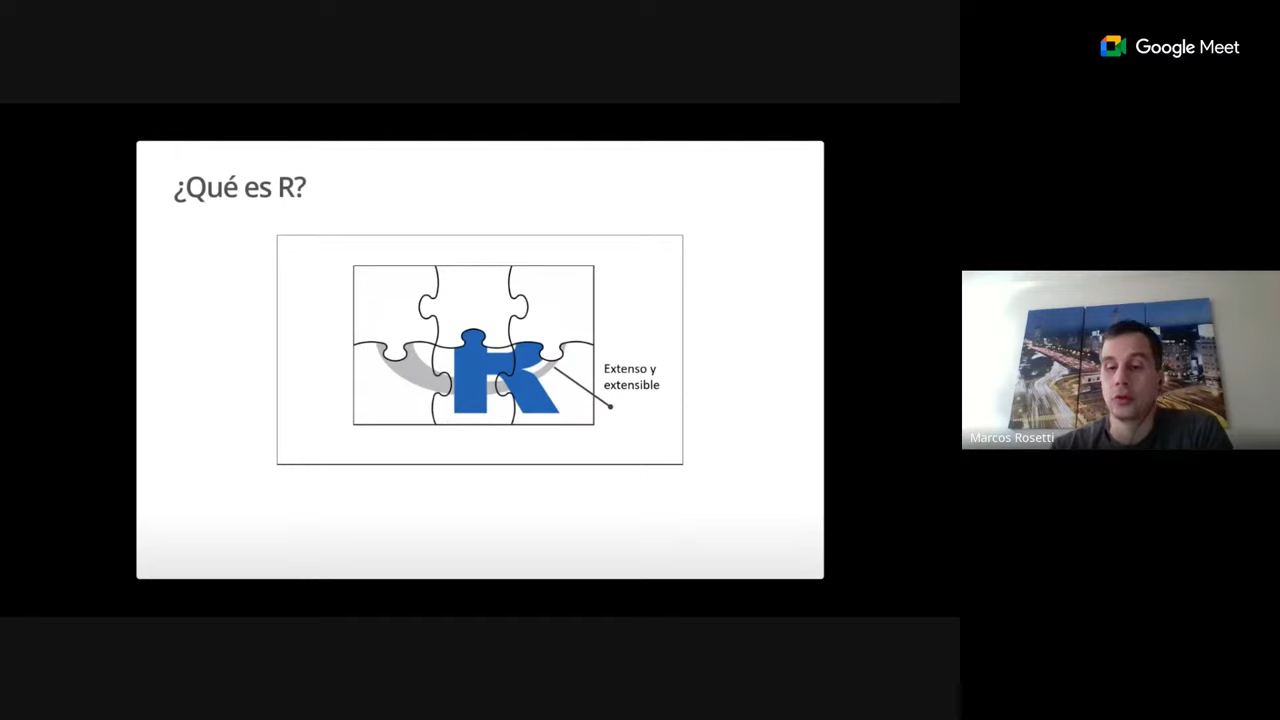 Google Meet
¿Qué es R?
R
Extenso y
extensible
Marcos Rosetti